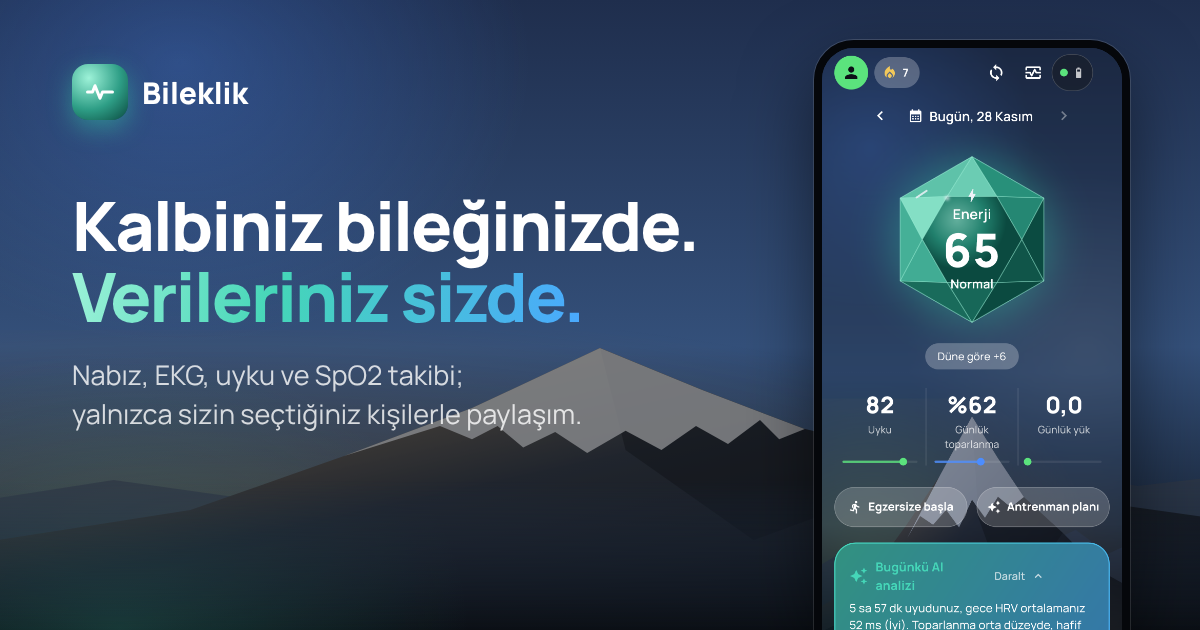 Bileklik
Kalbiniz bileğinizde.
Verileriniz sizde.
Nabız, EKG, uyku ve SpO2 takibi;
yalnızca sizin seçtiğiniz kişilerle paylaşım.
7
Bugün, 28 Kasım
Enerji
65
Normal
Düne göre +6
82
Uyku
%62
Günlük
toparlanma
0,0
Günlük yük
Egzersize başla
Antrenman planı
Bugünkü AI
analizi
Daralt
5 sa 57 dk uyudunuz, gece HRV ortalamanız
52 ms (İyi). Toparlanma orta düzeyde, hafif